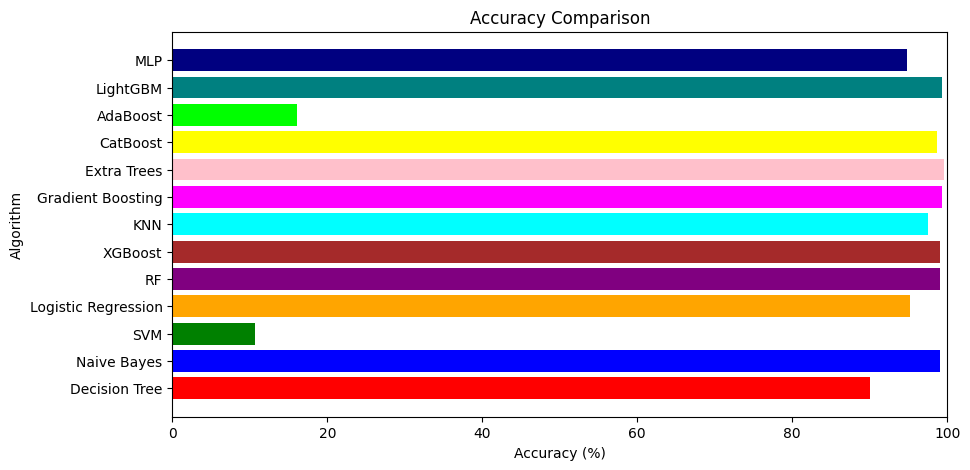 Accuracy Comparison
Algorithm
MLP
LightGBM
AdaBoost
CatBoost
Extra Trees
Gradient Boosting
KNN
XGBoost
RF
Logistic Regression
SVM
Naive Bayes
Decision Tree
0 20 40 60 80 100
Accuracy (%)